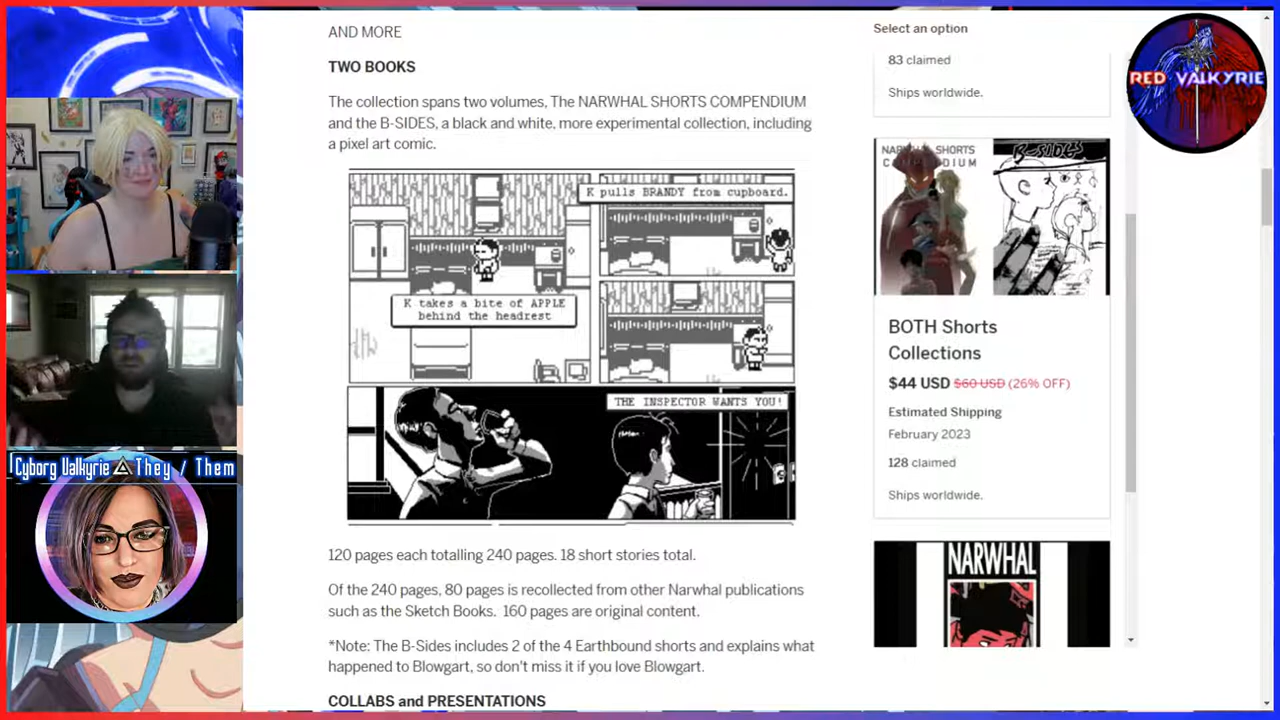 AND MORE
TWO BOOKS
The collection spans two volumes, The NARWHAL SHORTS COMPENDIUM
and the B-SIDES, a black and white, more experimental collection, including
a pixel art comic.
K pulls BRANDY from cupboard.
K takes a bite of APPLE
behind the headrest
THE INSPECTOR WANTS YOU!
120 pages each totalling 240 pages. 18 short stories total.
Of the 240 pages, 80 pages is recollected from other Narwhal publications
such as the Sketch Books. 160 pages are original content.
*Note: The B-Sides includes 2 of the 4 Earthbound shorts and explains what
happened to Blowgart, so don't miss it if you love Blowgart.
COLLABS and PRESENTATIONS
Select an option
83 claimed
Ships worldwide.
NARWHAL SHORTS
COMPENDIUM
B-SIDES
BOTH Shorts
Collections
$44 USD $60 USD (26% OFF)
Estimated Shipping
February 2023
128 claimed
Ships worldwide.
NARWHAL
RED VALKYRIE
Cyborg Valkyrie They / Them